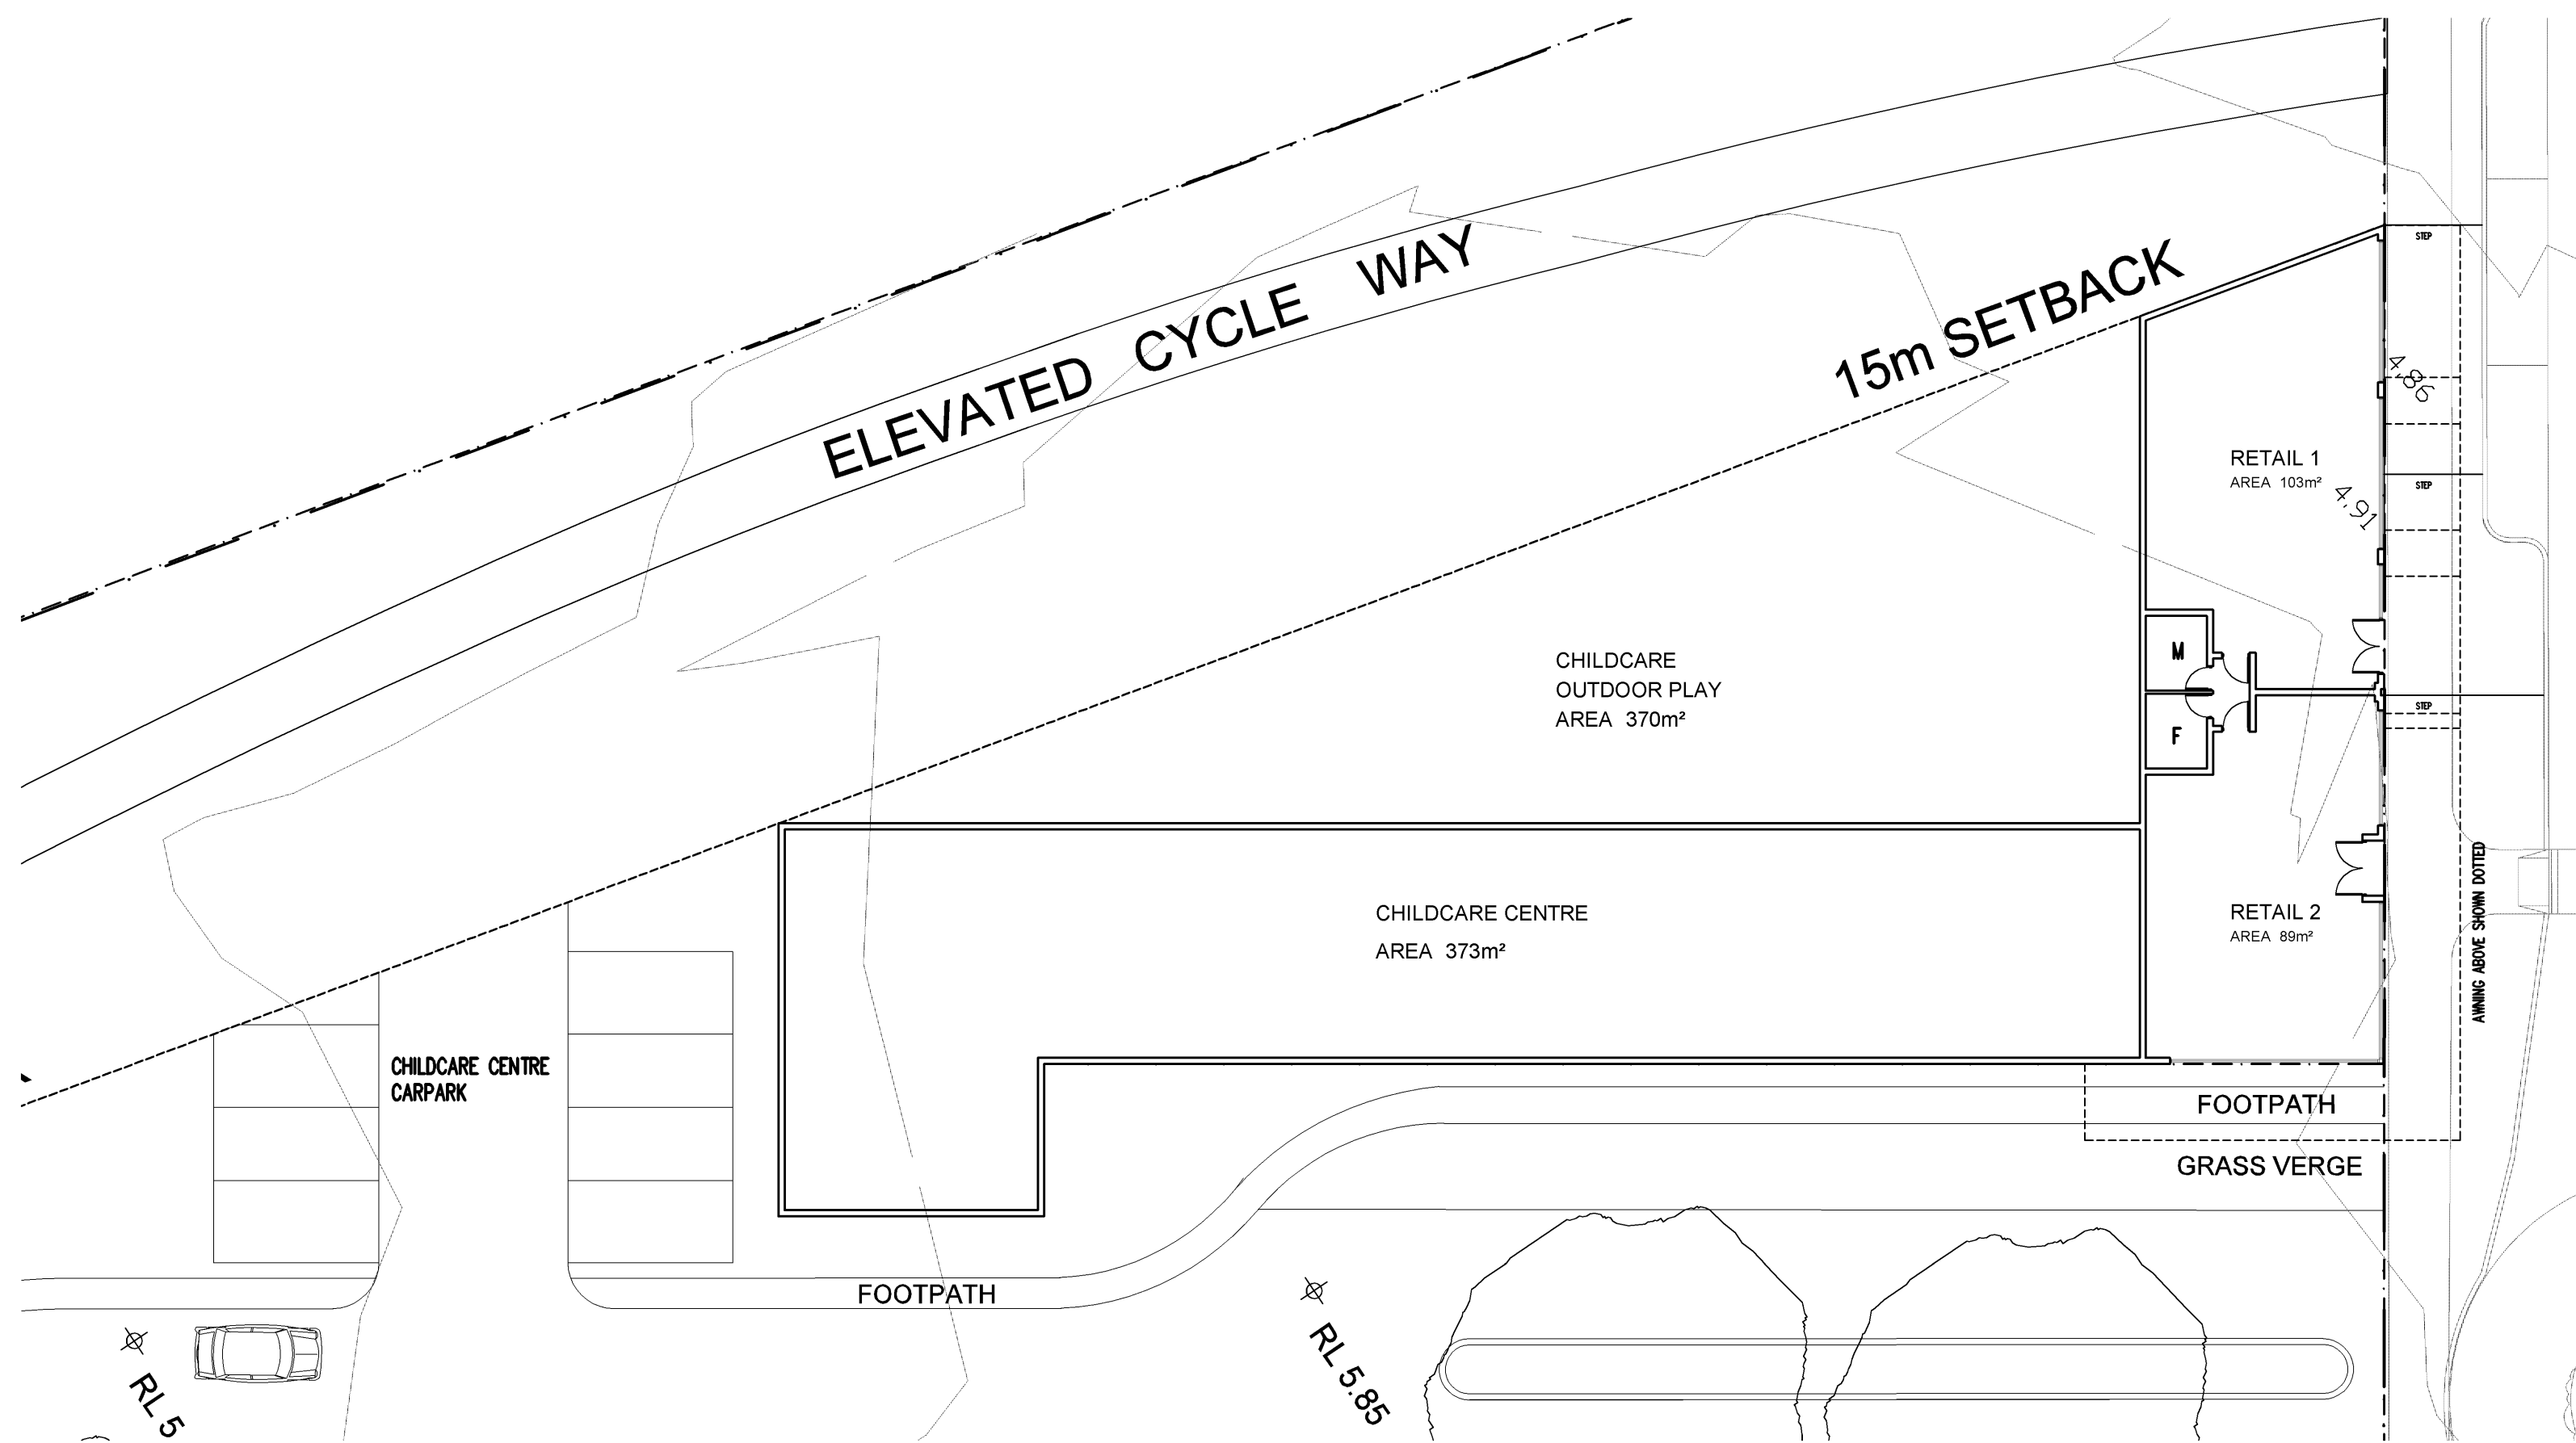 ELEVATED CYCLE WAY
15m SETBACK
STEP
4.86
RETAIL 1
AREA 103m²
4.91
STEP
CHILDCARE
OUTDOOR PLAY
AREA 370m²
M
F
STEP
CHILDCARE CENTRE
AREA 373m²
RETAIL 2
AREA 89m²
AWNING ABOVE SHOWN DOTTED
CHILDCARE CENTRE
CARPARK
FOOTPATH
GRASS VERGE
FOOTPATH
RL 5
RL 5.85